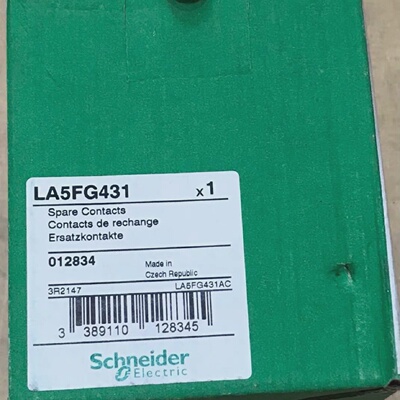 LA5FG431 x1
Spare Contacts
Contacts de rechange
Ersatzkontakte
012834 Made in
Czech Republic
3R2147 LA5FG431AC
3 389110 128345
Schneider
Electric